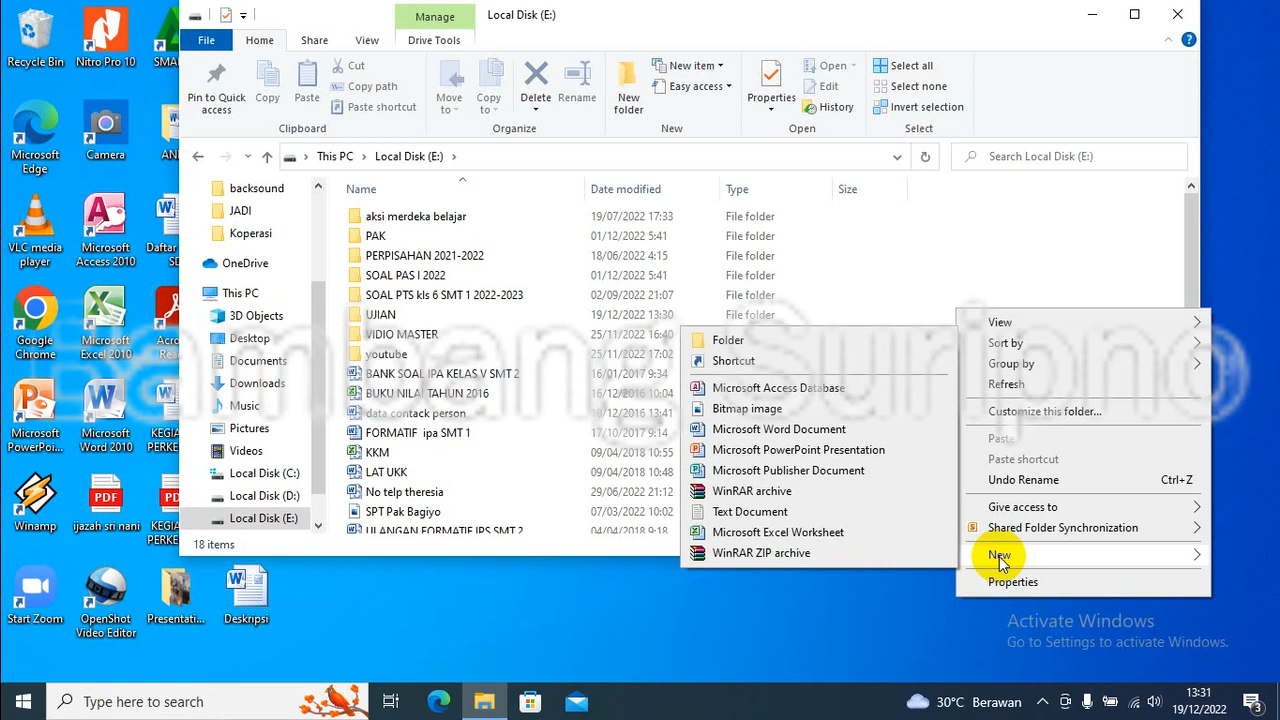 Manage
Local Disk (E:)
File
Home
Share
View
Drive Tools
Pin to Quick access
Copy
Paste
Cut
Copy path
Paste shortcut
Clipboard
Move to
Copy to
Delete
Rename
Organize
New folder
New item
Easy access
New
Properties
Open
Edit
History
Open
Select all
Select none
Invert selection
Select
This PC
Local Disk (E:)
Search Local Disk (E:)
Recycle Bin
Nitro Pro 10
Microsoft Edge
Camera
VLC media player
Microsoft Access 2010
Google Chrome
Microsoft Excel 2010
Microsoft PowerPoi...
Microsoft Word 2010
Winamp
ijazah sri nani
Start Zoom
OpenShot Video Editor
Presentati...
Deskripsi
backsound
JADI
Koperasi
OneDrive
This PC
3D Objects
Desktop
Documents
Downloads
Music
Pictures
Videos
Local Disk (C:)
Local Disk (D:)
Local Disk (E:)
18 items
Name Date modified Type Size
aksi merdeka belajar 19/07/2022 17:33 File folder
PAK 01/12/2022 5:41 File folder
PERPISAHAN 2021-2022 18/06/2022 4:15 File folder
SOAL PAS I 2022 01/12/2022 5:41 File folder
SOAL PTS kls 6 SMT 1 2022-2023 02/09/2022 21:07 File folder
UJIAN 19/12/2022 13:30 File folder
VIDIO MASTER 25/11/2022 16:40
youtube 25/11/2022 17:02
BANK SOAL IPA KELAS V SMT 2 16/01/2017 9:34
BUKU NILAI TAHUN 2016 16/12/2016 10:04
data contack person 10/12/2016 13:41
FORMATIF ipa SMT 1 17/10/2017 9:14
KKM 09/04/2018 10:55
LAT UKK 09/04/2018 10:50
No telp theresia 29/06/2022 21:12
SPT Pak Bagiyo 07/03/2022 10:02
ULANGAN FORMATIF IPS SMT 2 04/04/2018 9:18
Folder
Shortcut
Microsoft Access Database
Bitmap image
Microsoft Word Document
Microsoft PowerPoint Presentation
Microsoft Publisher Document
WinRAR archive
Text Document
Microsoft Excel Worksheet
WinRAR ZIP archive
View
Sort by
Group by
Refresh
Customize this folder...
Paste
Paste shortcut
Undo Rename Ctrl+Z
Give access to
Shared Folder Synchronization
New
Properties
Activate Windows
Go to Settings to activate Windows.
Type here to search
30°C Berawan
13:31
19/12/2022
3